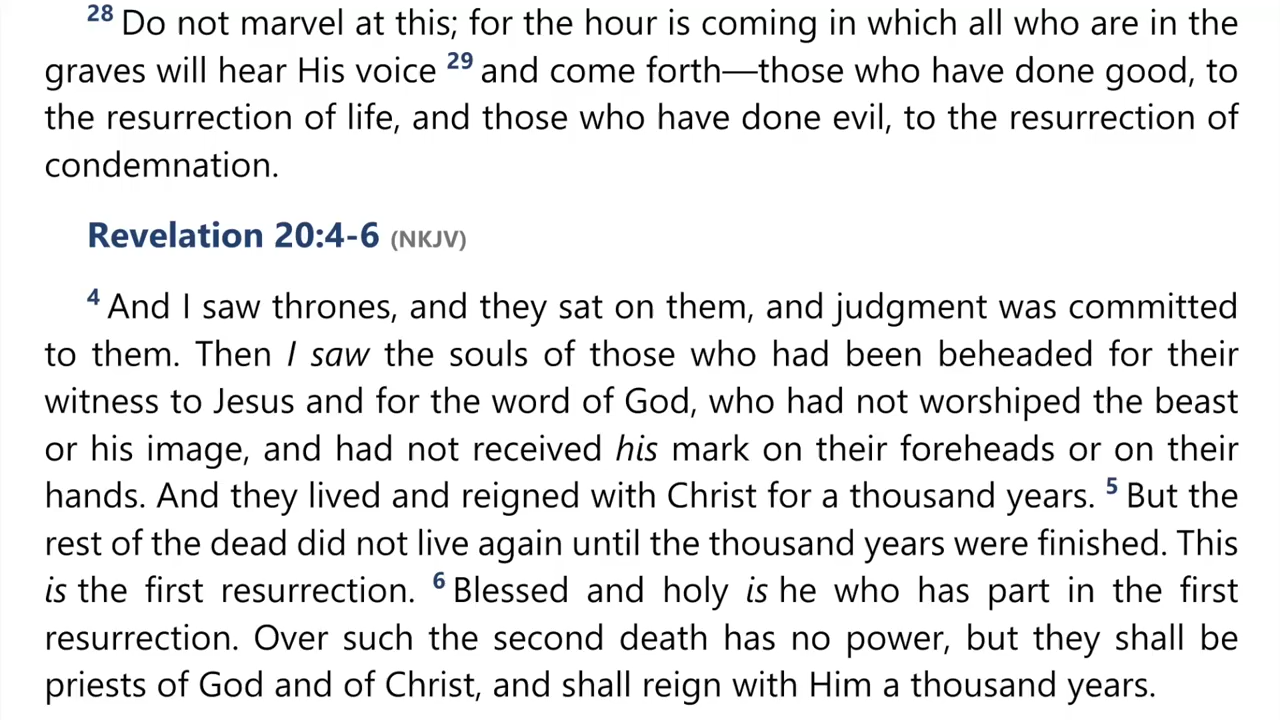 28 Do not marvel at this; for the hour is coming in which all who are in the
graves will hear His voice 29 and come forth—those who have done good, to
the resurrection of life, and those who have done evil, to the resurrection of
condemnation.
Revelation 20:4-6 (NKJV)
4 And I saw thrones, and they sat on them, and judgment was committed
to them. Then I saw the souls of those who had been beheaded for their
witness to Jesus and for the word of God, who had not worshiped the beast
or his image, and had not received his mark on their foreheads or on their
hands. And they lived and reigned with Christ for a thousand years. 5 But the
rest of the dead did not live again until the thousand years were finished. This
is the first resurrection. 6 Blessed and holy is he who has part in the first
resurrection. Over such the second death has no power, but they shall be
priests of God and of Christ, and shall reign with Him a thousand years.